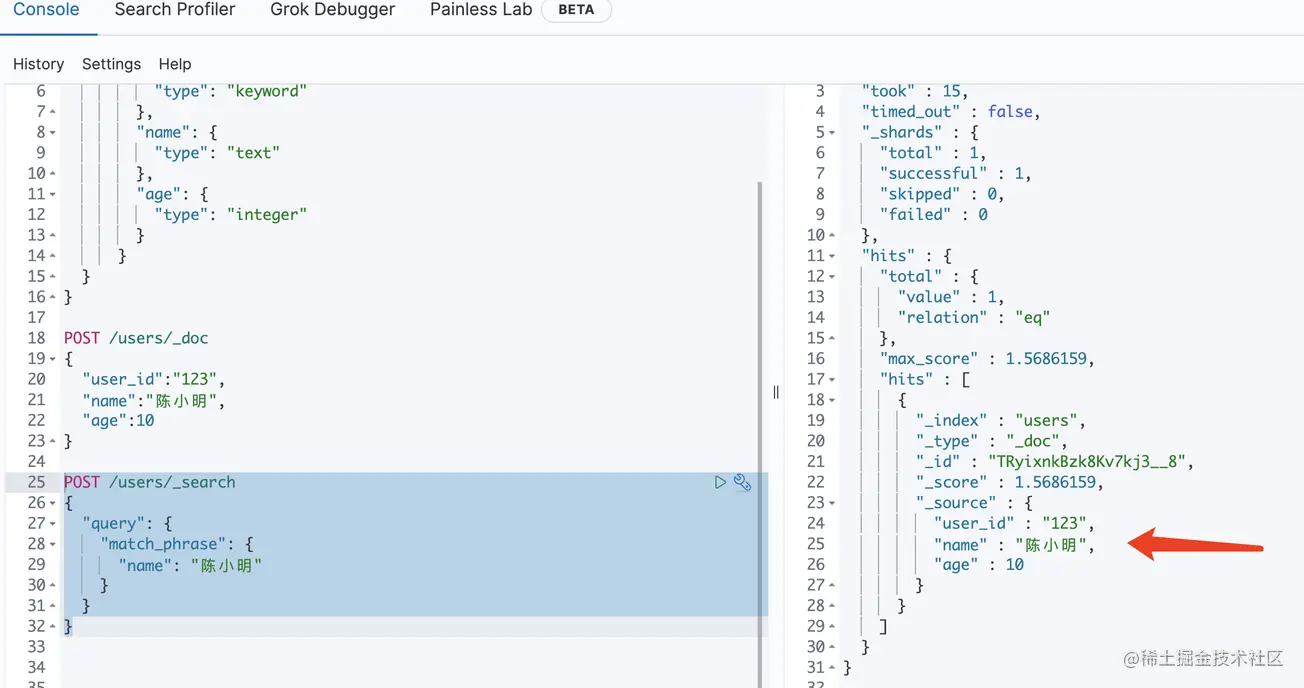 Console Search Profiler Grok Debugger Painless Lab BETA
History Settings Help
6 "type": "keyword"
7 },
8 "name": {
9 "type": "text"
10 },
11 "age": {
12 "type": "integer"
13 }
14 }
15 }
16 }
17
18 POST /users/_doc
19 {
20 "user_id":"123",
21 "name":"陈小明",
22 "age":10
23 }
24
25 POST /users/_search
26 {
27 "query": {
28 "match_phrase": {
29 "name": "陈小明"
30 }
31 }
32 }
33
34
35
3 "took" : 15,
4 "timed_out" : false,
5 "_shards" : {
6 "total" : 1,
7 "successful" : 1,
8 "skipped" : 0,
9 "failed" : 0
10 },
11 "hits" : {
12 "total" : {
13 "value" : 1,
14 "relation" : "eq"
15 },
16 "max_score" : 1.5686159,
17 "hits" : [
18 {
19 "_index" : "users",
20 "_type" : "_doc",
21 "_id" : "TRyixnkBzk8Kv7kj3__8",
22 "_score" : 1.5686159,
23 "_source" : {
24 "user_id" : "123",
25 "name" : "陈小明",
26 "age" : 10
27 }
28 }
29 ]
30 }
31 }
32
@稀土掘金技术社区